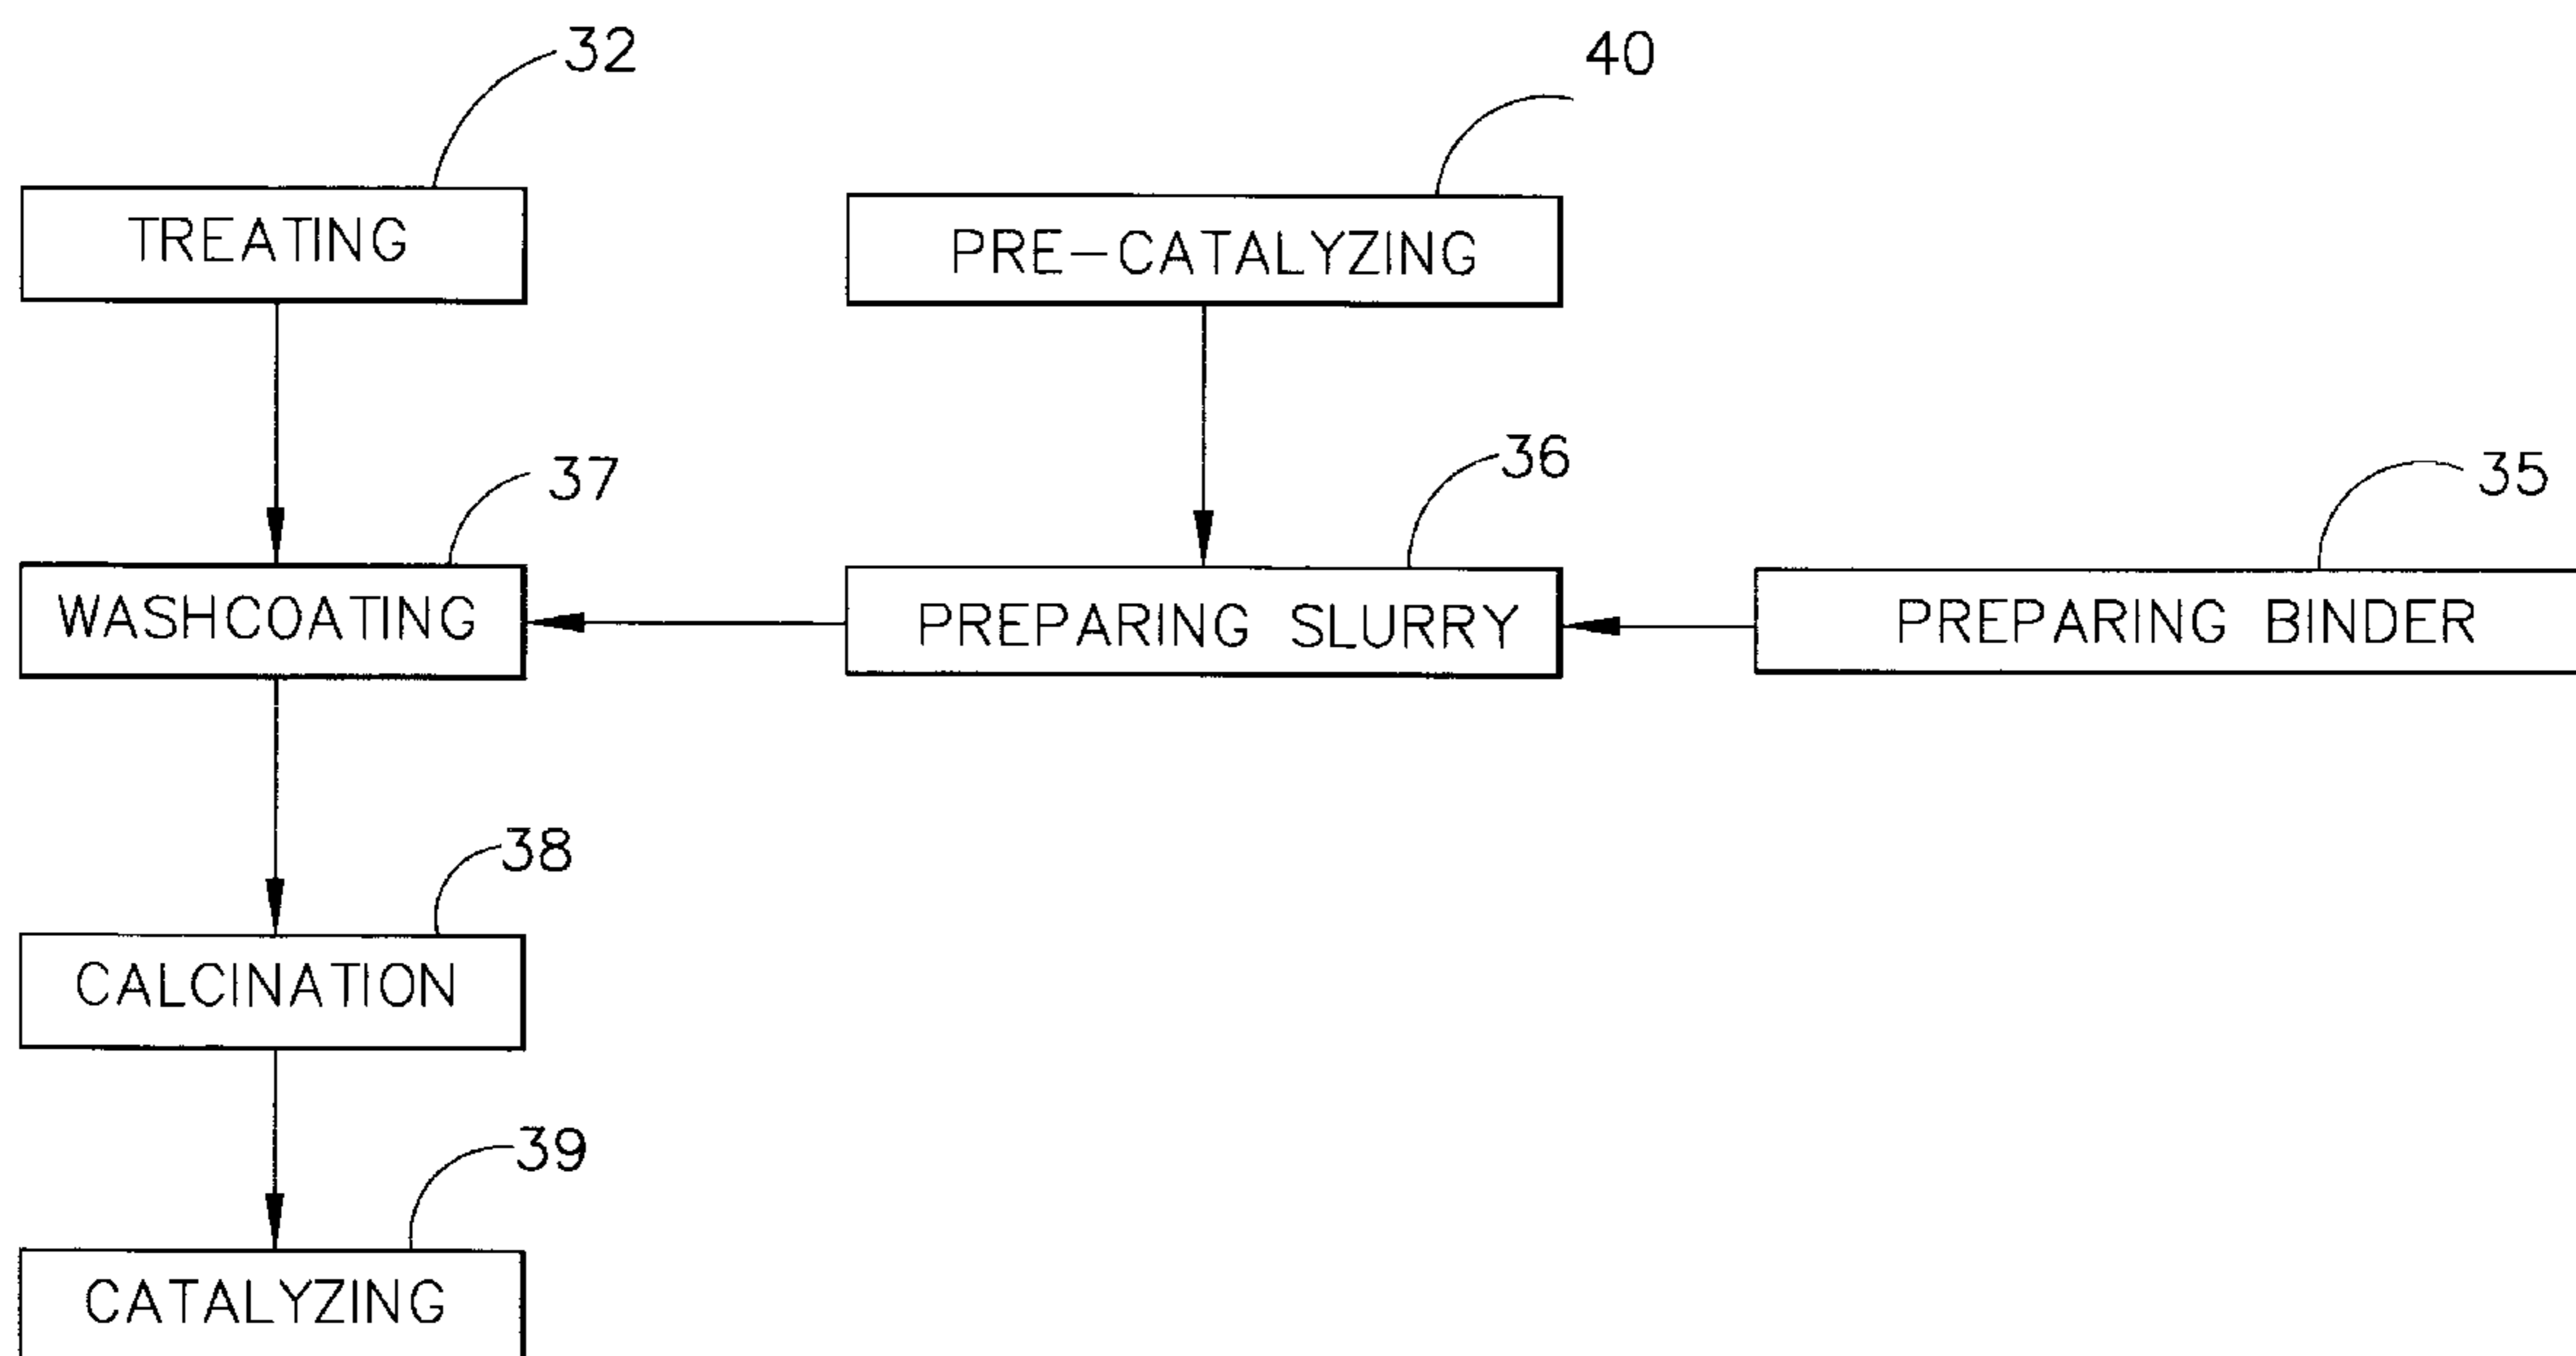 32
40
TREATING
PRE-CATALYZING
37
36
35
WASHCOATING
PREPARING SLURRY
PREPARING BINDER
38
CALCINATION
39
CATALYZING